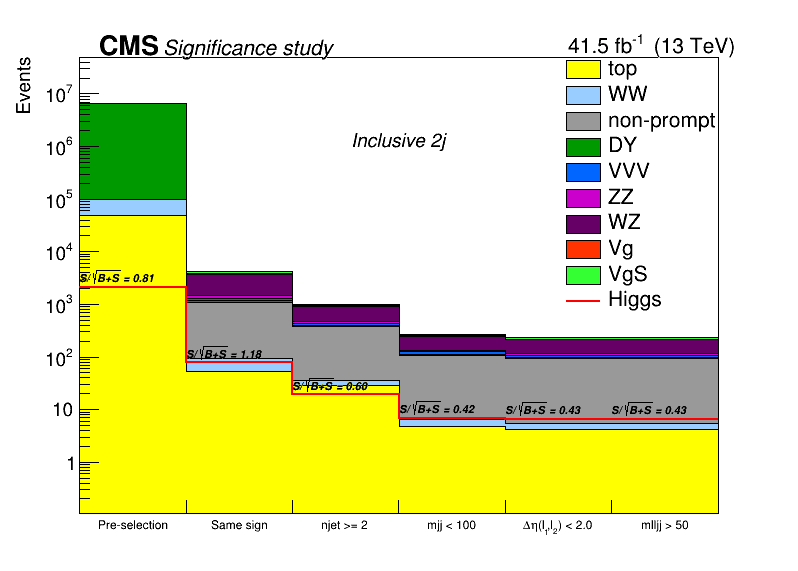 CMS Significance study
41.5 fb⁻¹ (13 TeV)
Events
Inclusive 2j
top
WW
non-prompt
DY
VVV
ZZ
WZ
Vg
VgS
Higgs
10⁷
10⁶
10⁵
10⁴
10³
10²
10
1
S/√B+S = 0.81
S/√B+S = 1.18
S/√B+S = 0.60
S/√B+S = 0.42
S/√B+S = 0.43
S/√B+S = 0.43
Pre-selection
Same sign
njet >= 2
mjj < 100
Δη(l₁,l₂) < 2.0
mlljj > 50